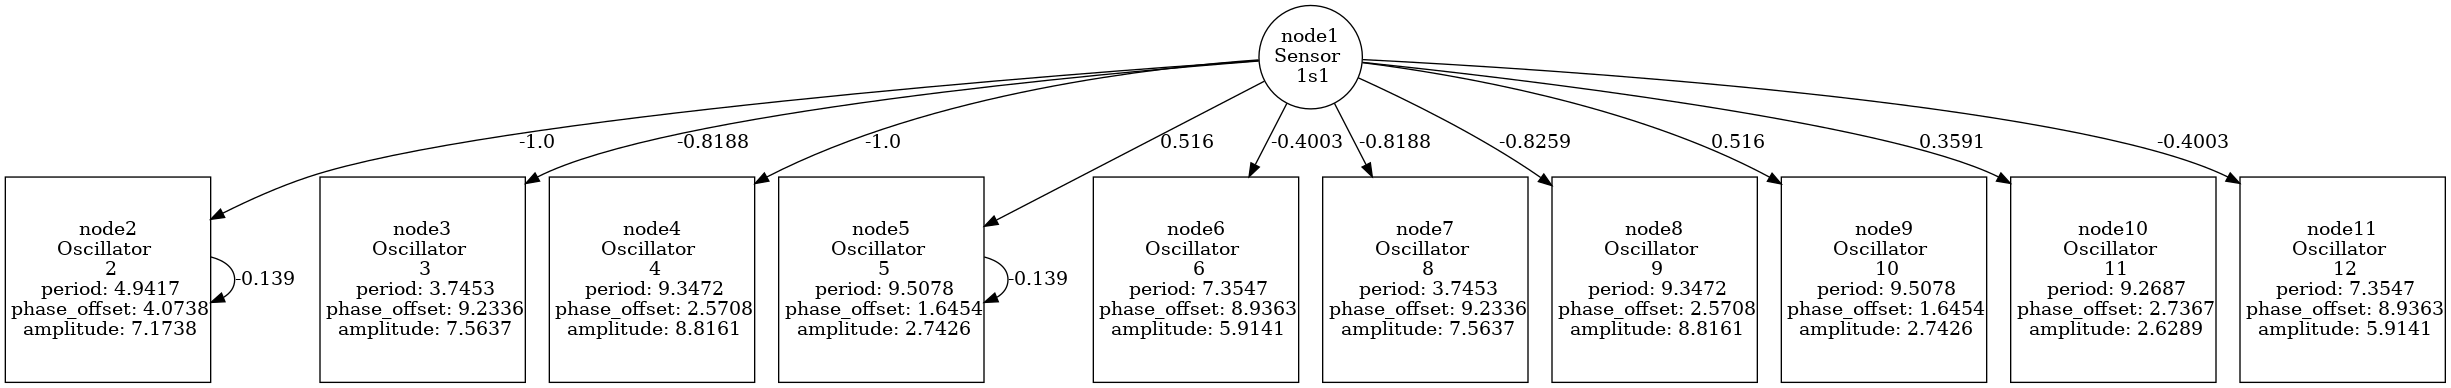 node1
Sensor
1s1
-1.0
-0.8188
-1.0
0.516
-0.4003
-0.8188
-0.8259
0.516
0.3591
-0.4003
node2
Oscillator
2
period: 4.9417
phase_offset: 4.0738
amplitude: 7.1738
-0.139
node3
Oscillator
3
period: 3.7453
phase_offset: 9.2336
amplitude: 7.5637
node4
Oscillator
4
period: 9.3472
phase_offset: 2.5708
amplitude: 8.8161
node5
Oscillator
5
period: 9.5078
phase_offset: 1.6454
amplitude: 2.7426
-0.139
node6
Oscillator
6
period: 7.3547
phase_offset: 8.9363
amplitude: 5.9141
node7
Oscillator
8
period: 3.7453
phase_offset: 9.2336
amplitude: 7.5637
node8
Oscillator
9
period: 9.3472
phase_offset: 2.5708
amplitude: 8.8161
node9
Oscillator
10
period: 9.5078
phase_offset: 1.6454
amplitude: 2.7426
node10
Oscillator
11
period: 9.2687
phase_offset: 2.7367
amplitude: 2.6289
node11
Oscillator
12
period: 7.3547
phase_offset: 8.9363
amplitude: 5.9141